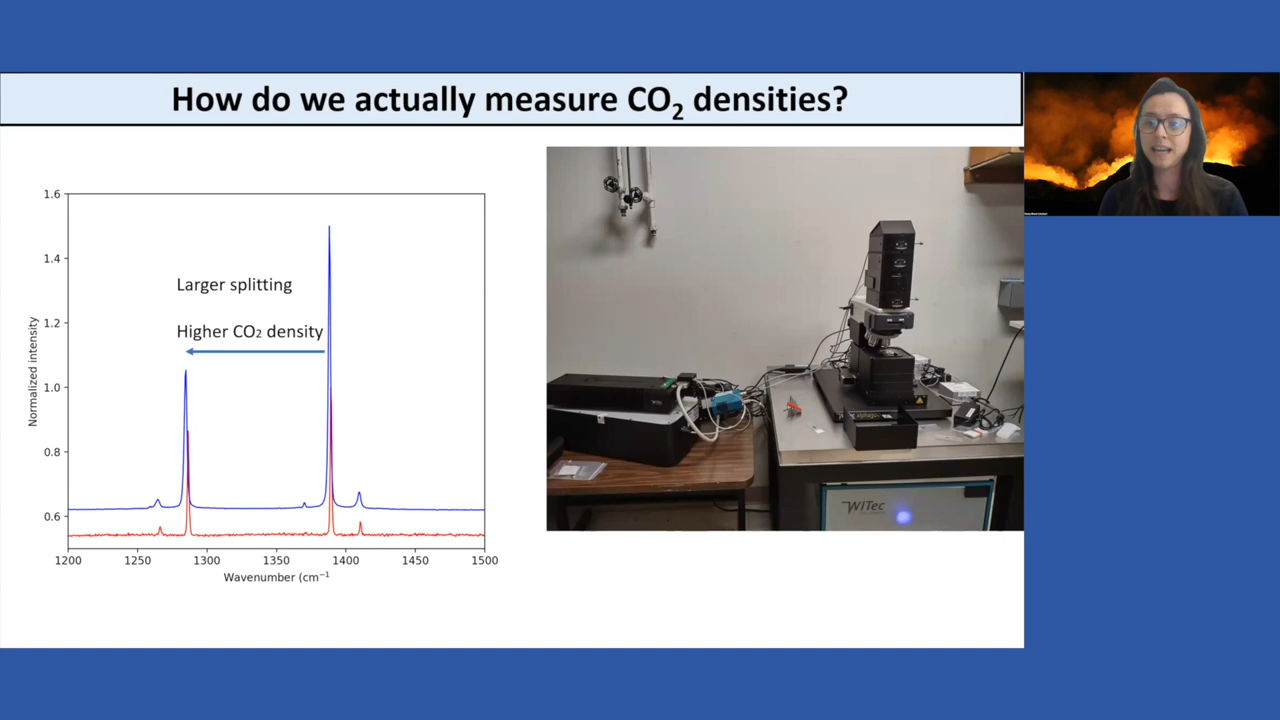 How do we actually measure CO₂ densities?
1.6
1.4
1.2
1.0
0.8
0.6
Normalized intensity
Larger splitting
Higher CO₂ density
1200
1250
1300
1350
1400
1450
1500
Wavenumber (cm⁻¹
WITec